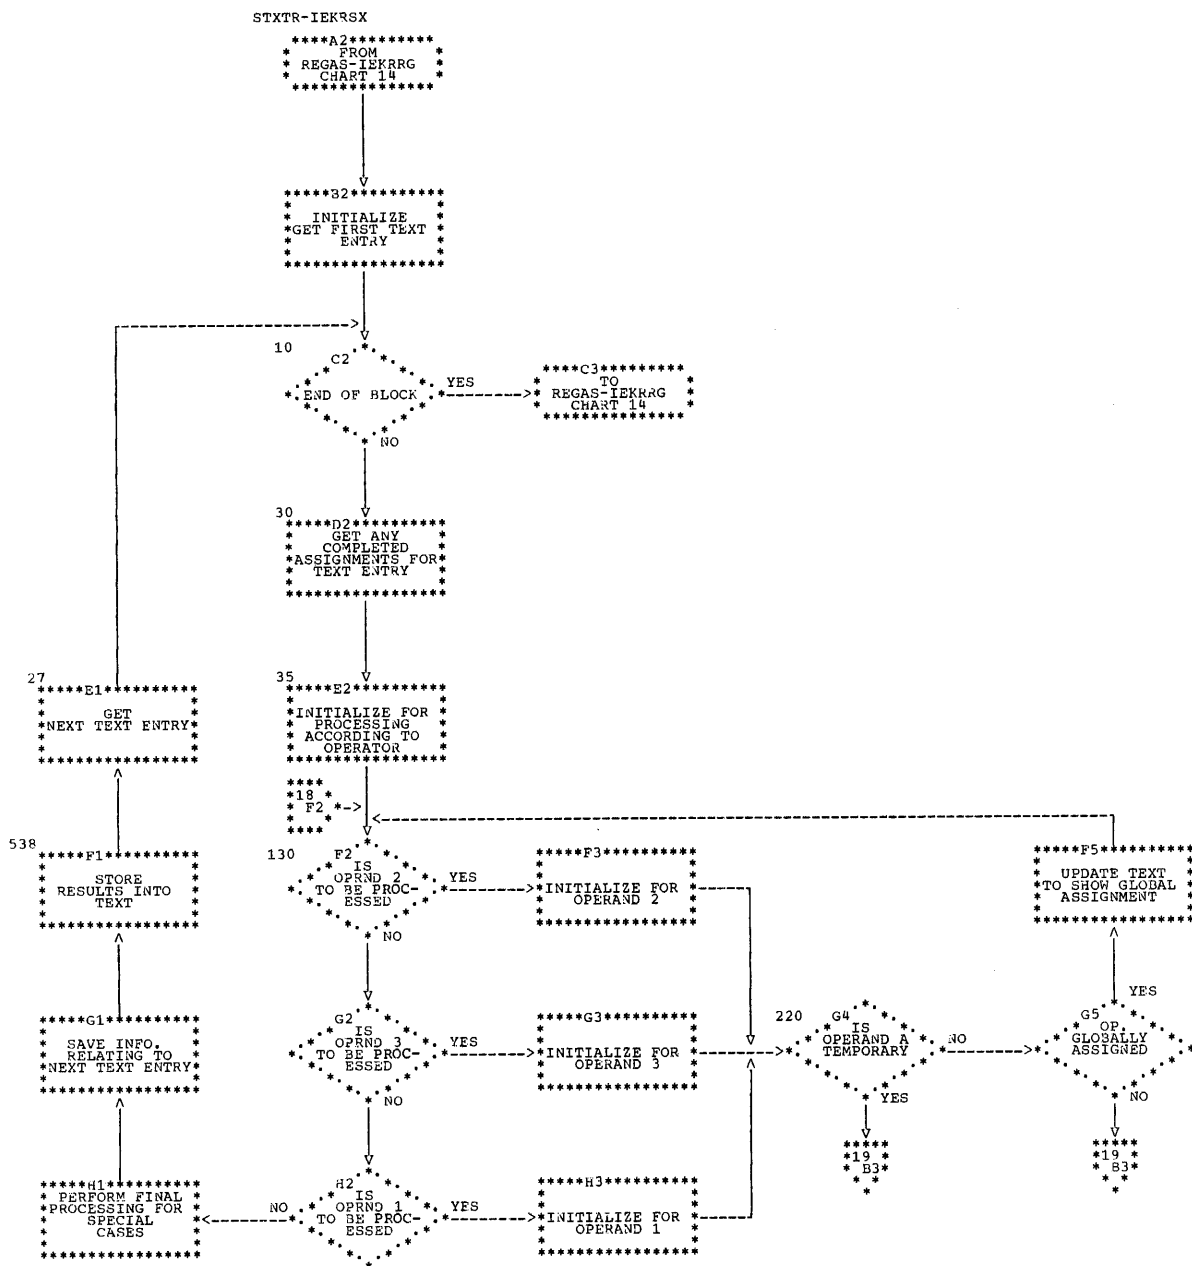 STXTR-IEKRSX
A2
FROM
REGAS-IEKRRG
CHART 14
B2
INITIALIZE
GET FIRST TEXT
ENTRY
10
C2
END OF BLOCK
YES
NO
C3
TO
REGAS-IEKRRG
CHART 14
30
D2
GET ANY
COMPLETED
ASSIGNMENTS FOR
TEXT ENTRY
27
E1
GET
NEXT TEXT ENTRY
35
E2
INITIALIZE FOR
PROCESSING
ACCORDING TO
OPERATOR
18
F2
538
F1
STORE
RESULTS INTO
TEXT
130
F2
IS
OPRND 2
TO BE PROC-
ESSED
YES
NO
F3
INITIALIZE FOR
OPERAND 2
F5
UPDATE TEXT
TO SHOW GLOBAL
ASSIGNMENT
G1
SAVE INFO.
RELATING TO
NEXT TEXT ENTRY
G2
IS
OPRND 3
TO BE PROC-
ESSED
YES
NO
G3
INITIALIZE FOR
OPERAND 3
220
G4
IS
OPERAND A
TEMPORARY
NO
YES
G5
OP.
GLOBALLY
ASSIGNED
YES
NO
19
B3
19
B3
H1
PERFORM FINAL
PROCESSING FOR
SPECIAL
CASES
NO
H2
IS
OPRND 1
TO BE PROC-
ESSED
YES
H3
INITIALIZE FOR
OPERAND 1